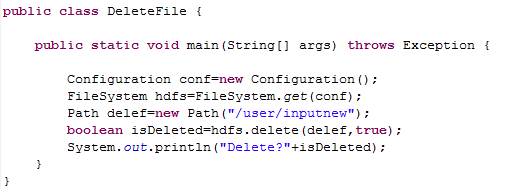 public class DeleteFile {
public static void main(String[] args) throws Exception {
Configuration conf=new Configuration();
FileSystem hdfs=FileSystem.get(conf);
Path delef=new Path("/user/inputnew");
boolean isDeleted=hdfs.delete(delef,true);
System.out.println("Delete?"+isDeleted);
}
}